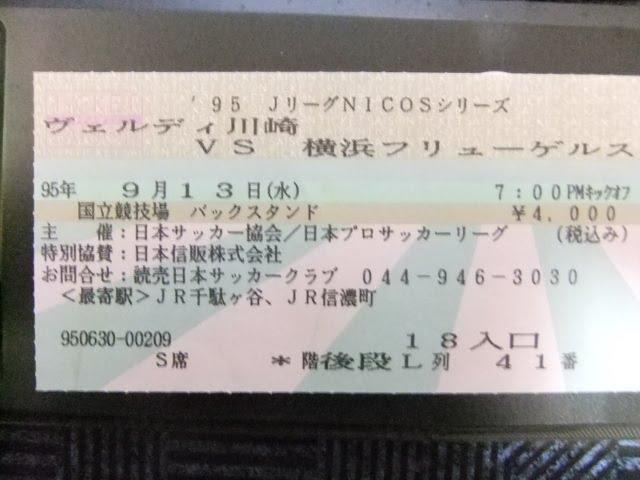 '95 JリーグNICOSシリーズ
ヴェルディ川崎
VS 横浜フリューゲルス
95年 9月13日(水) 7:00PMキックオフ
国立競技場 バックスタンド ¥4,000
主 催:日本サッカー協会/日本プロサッカーリーグ (税込み)
特別協賛:日本信販株式会社
お問合せ:読売日本サッカークラブ 044-946-3030
<最寄駅>JR千駄ヶ谷、JR信濃町
950630-00209 18入口
S席 *階後段L列 41番